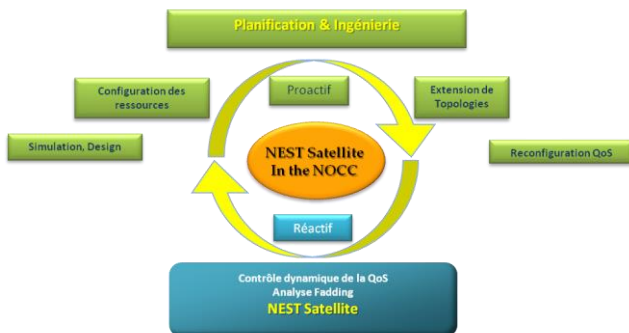 Planification & Ingénierie
Configuration des
ressources
Proactif
Extension de
Topologies
Simulation, Design
NEST Satellite
In the NOCC
Reconfiguration QoS
Réactif
Contrôle dynamique de la QoS
Analyse Fadding
NEST Satellite